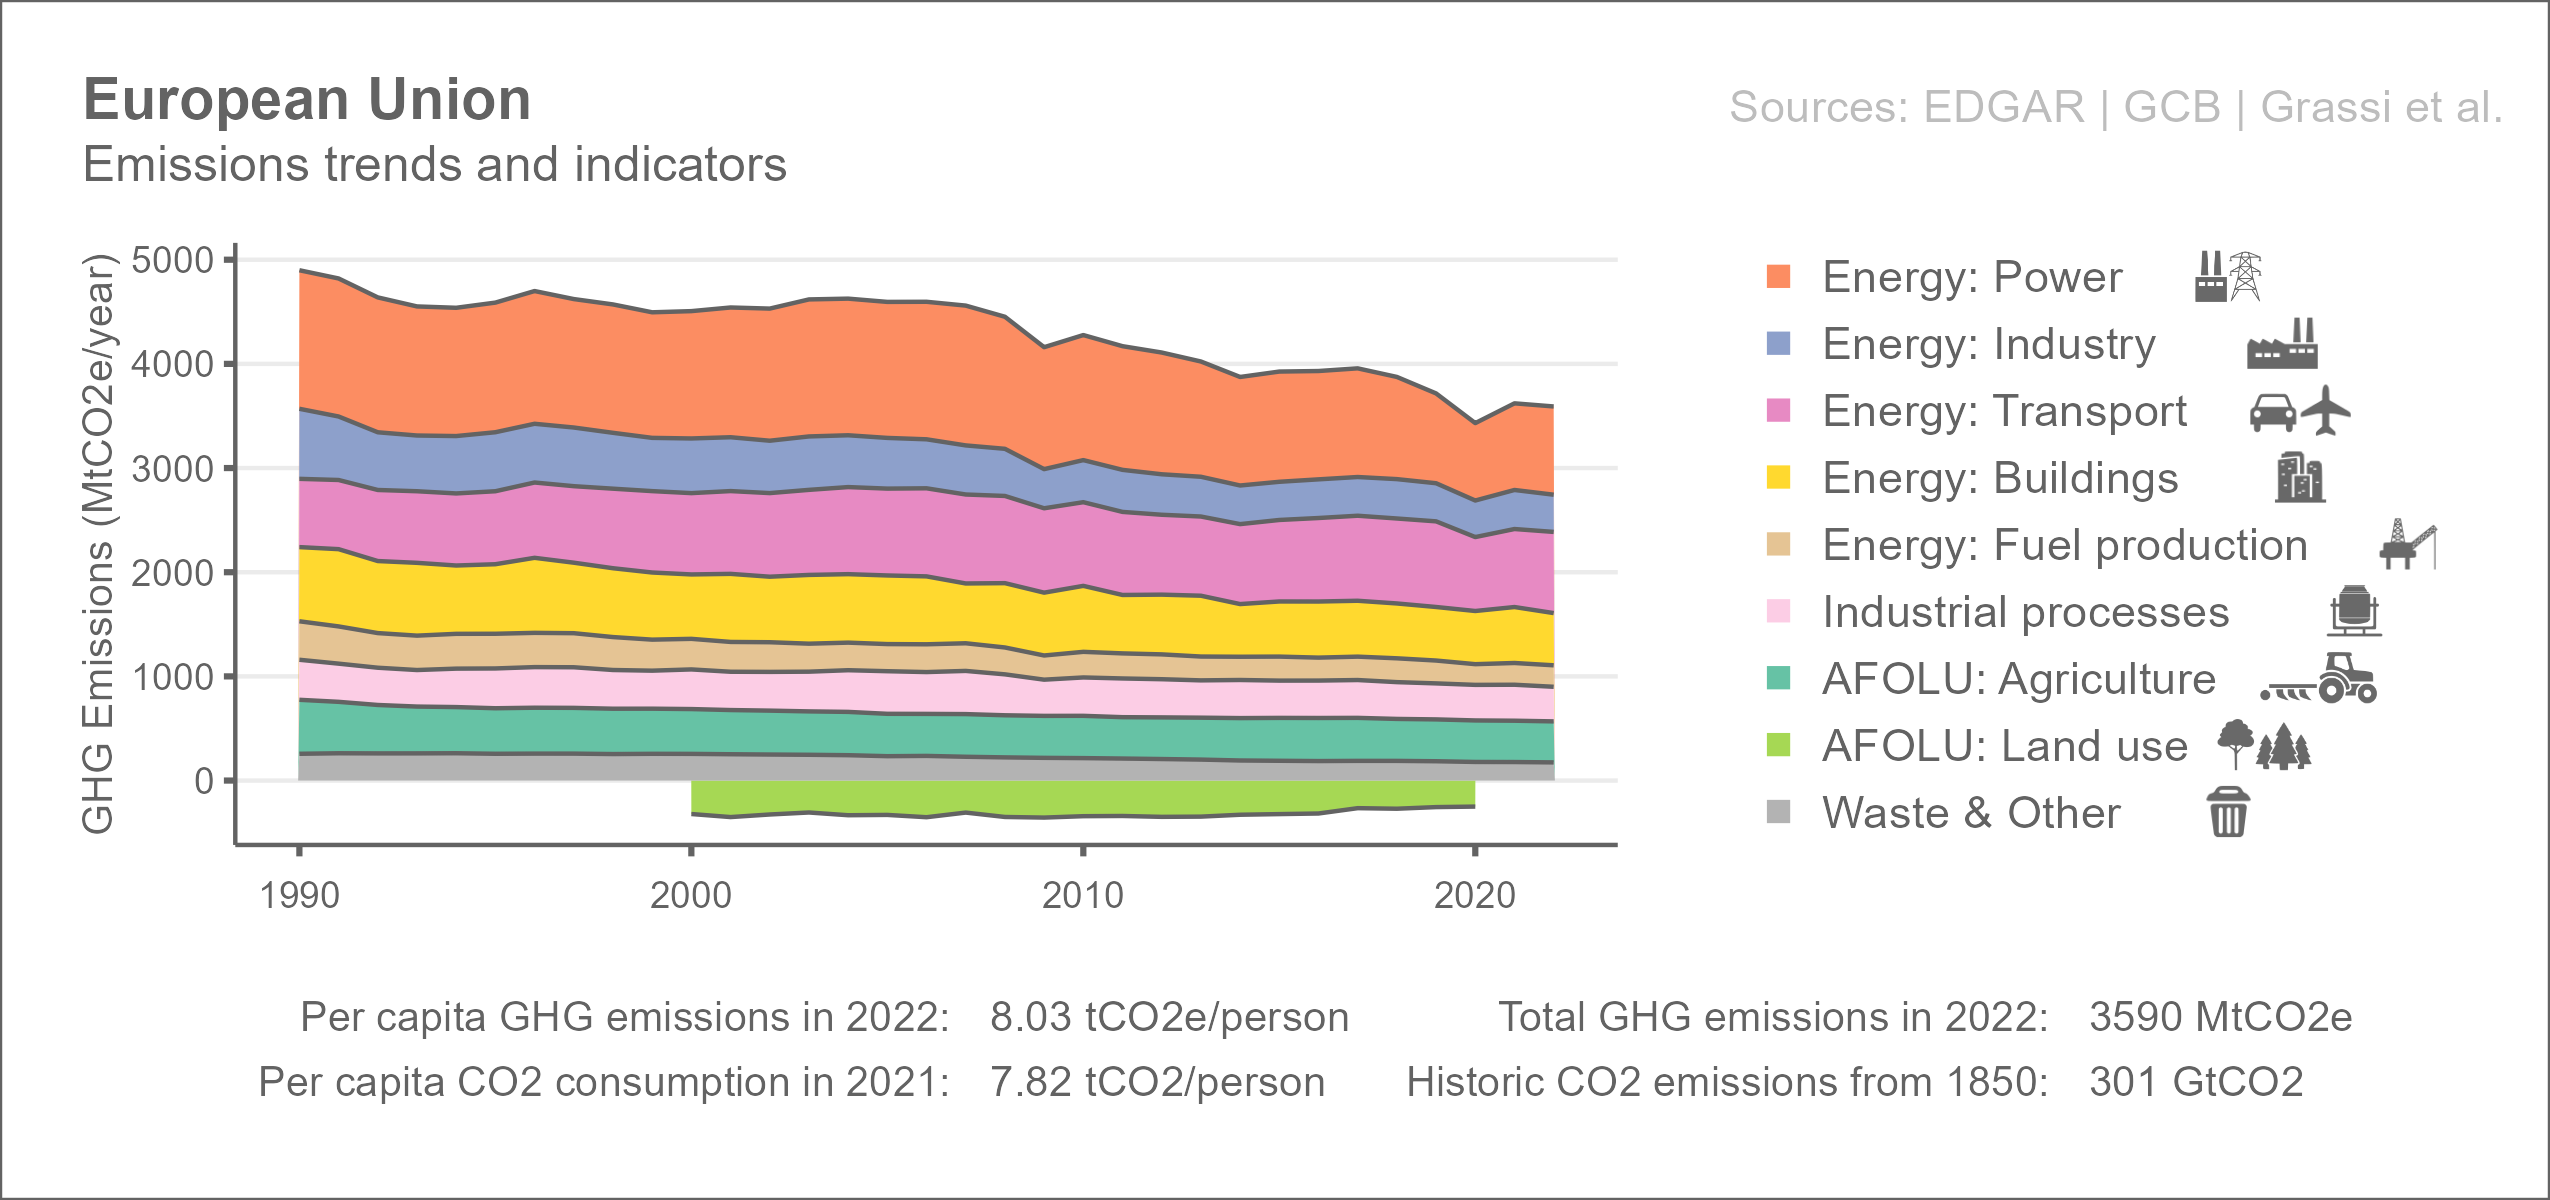 European Union
Sources: EDGAR | GCB | Grassi et al.
Emissions trends and indicators
GHG Emissions (MtCO2e/year)
5000
4000
3000
2000
1000
0
1990
2000
2010
2020
Energy: Power
Energy: Industry
Energy: Transport
Energy: Buildings
Energy: Fuel production
Industrial processes
AFOLU: Agriculture
AFOLU: Land use
Waste & Other
Per capita GHG emissions in 2022: 8.03 tCO2e/person
Total GHG emissions in 2022: 3590 MtCO2e
Per capita CO2 consumption in 2021: 7.82 tCO2/person
Historic CO2 emissions from 1850: 301 GtCO2